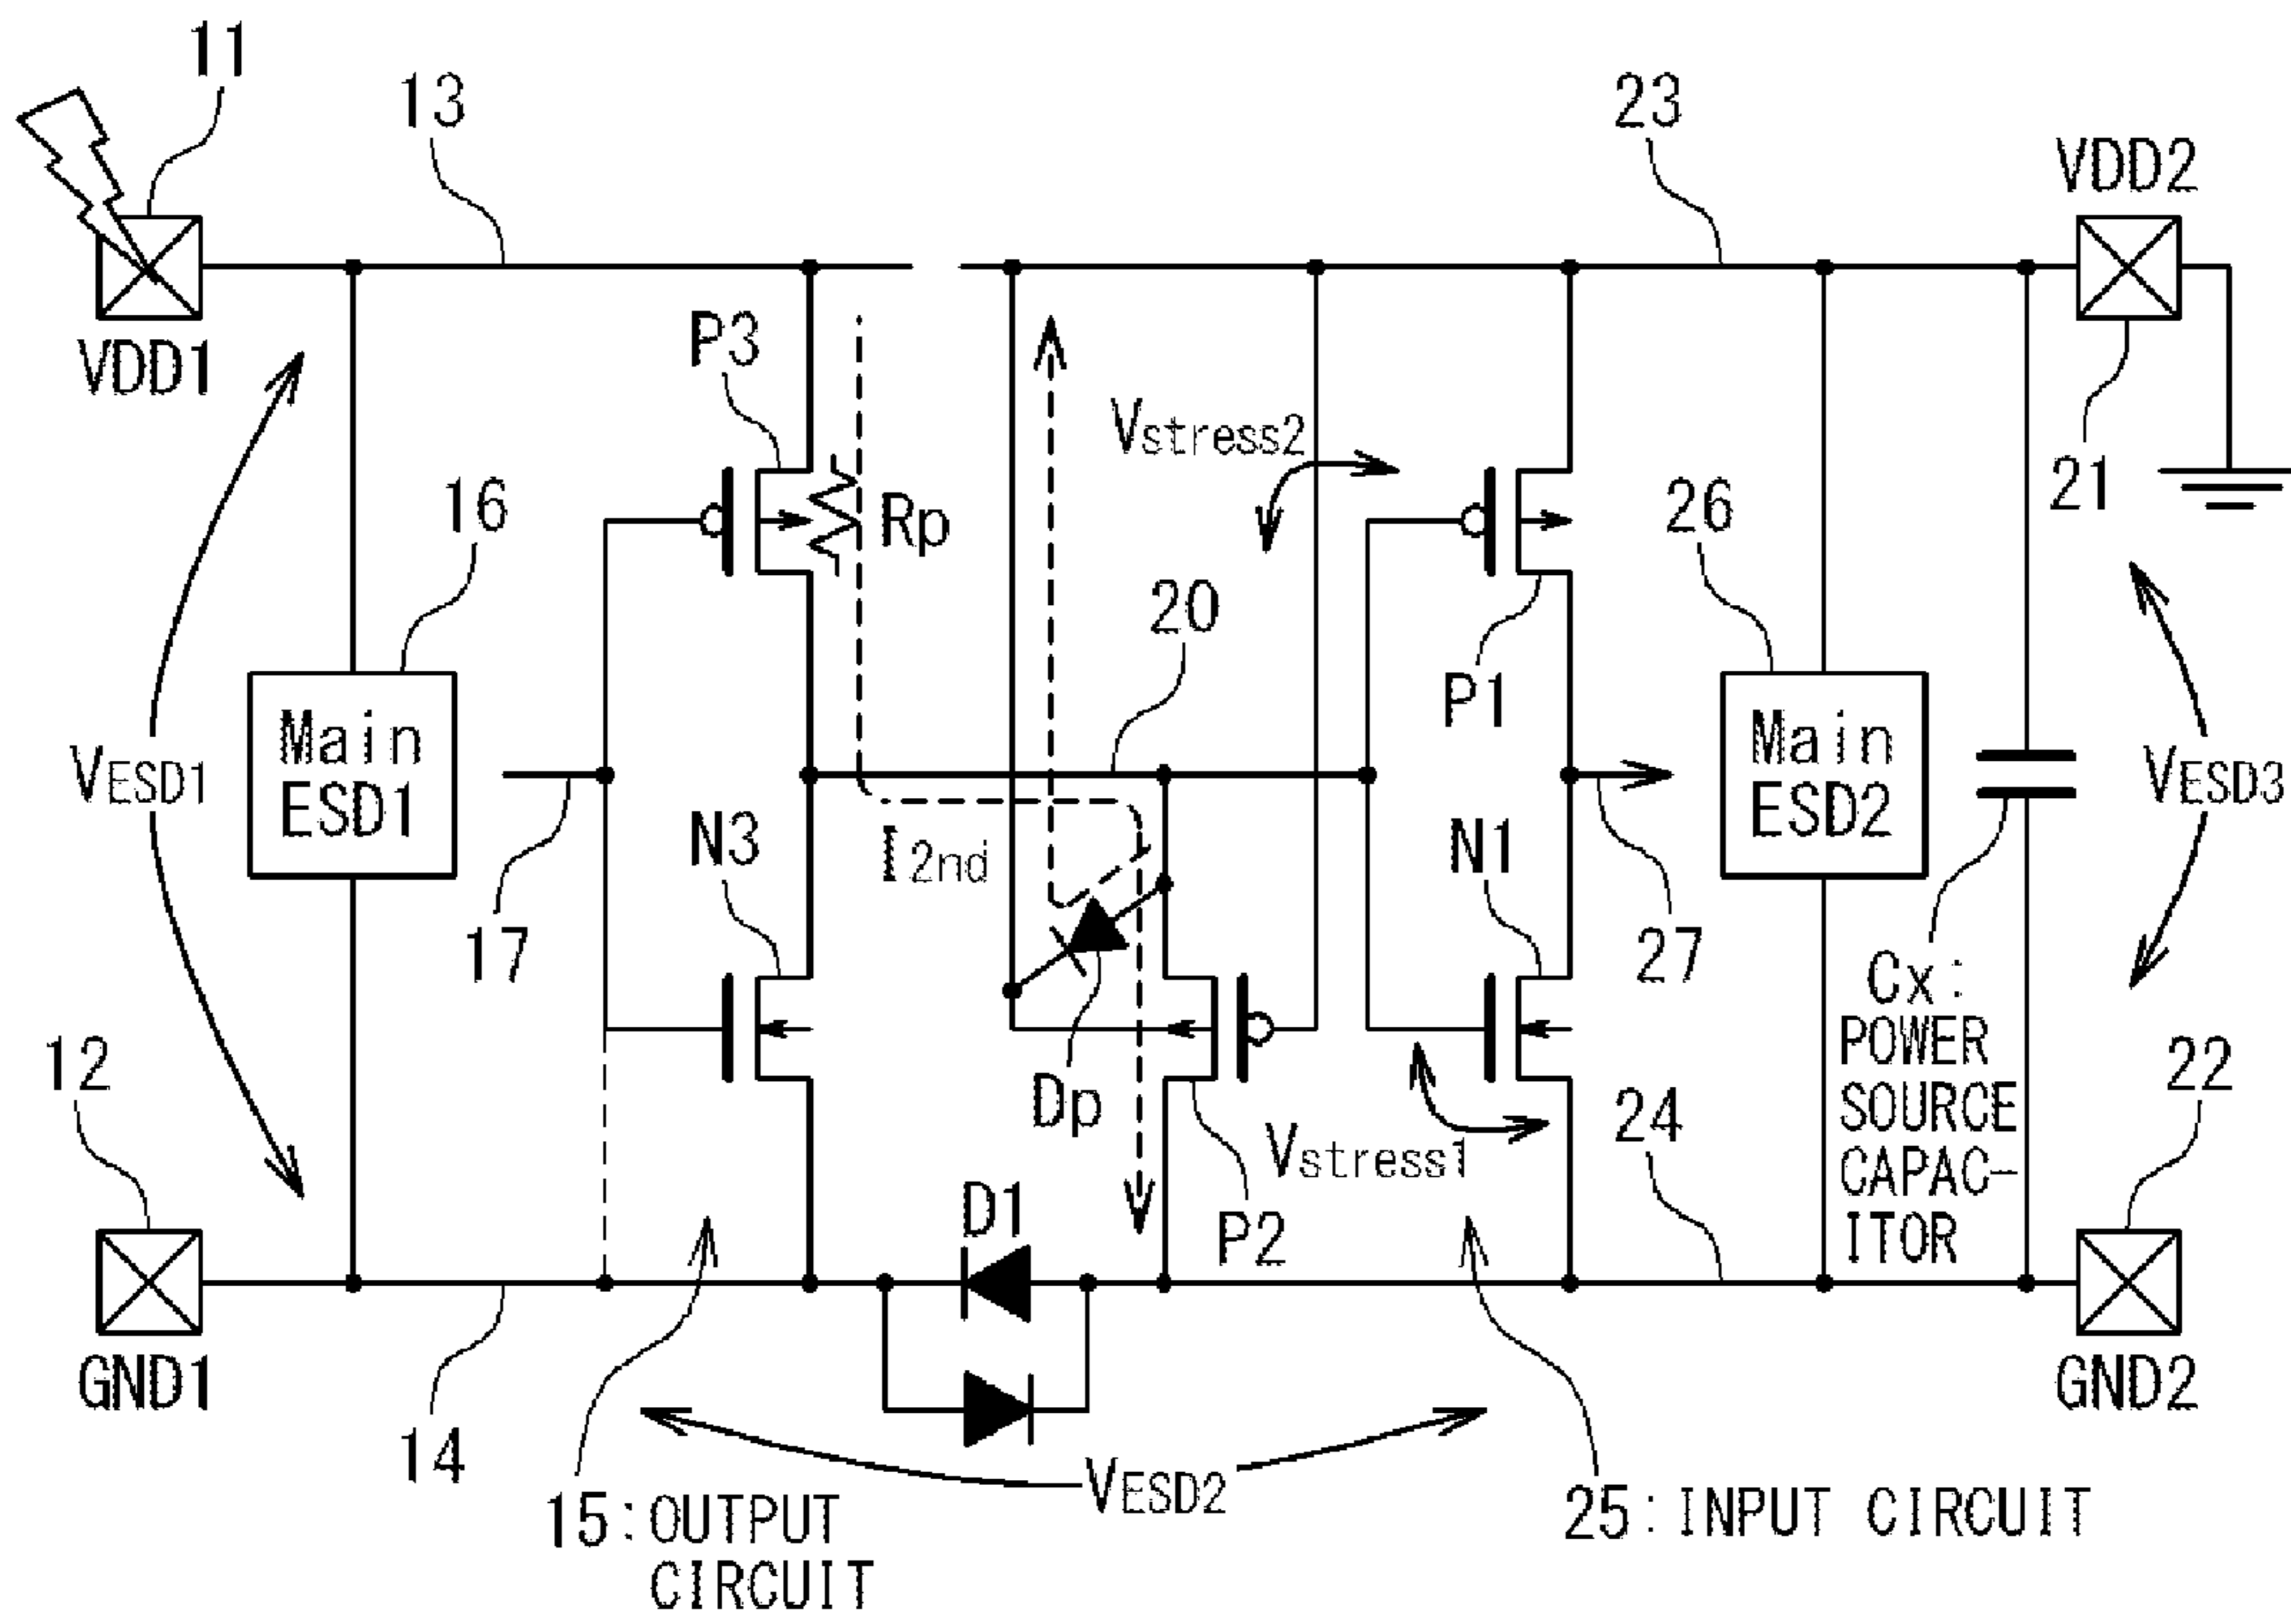 11
13
23
VDD2
VDD1
P3
Vstress2
21
16
Rp
26
20
P1
Main
ESD1
Main
ESD2
VESD1
VESD3
N3
I2nd
N1
17
27
Cx:
POWER
SOURCE
CAPAC-
ITOR
12
Dp
22
24
Vstress1
D1
P2
GND1
GND2
14
VESD2
15:OUTPUT
CIRCUIT
25:INPUT CIRCUIT